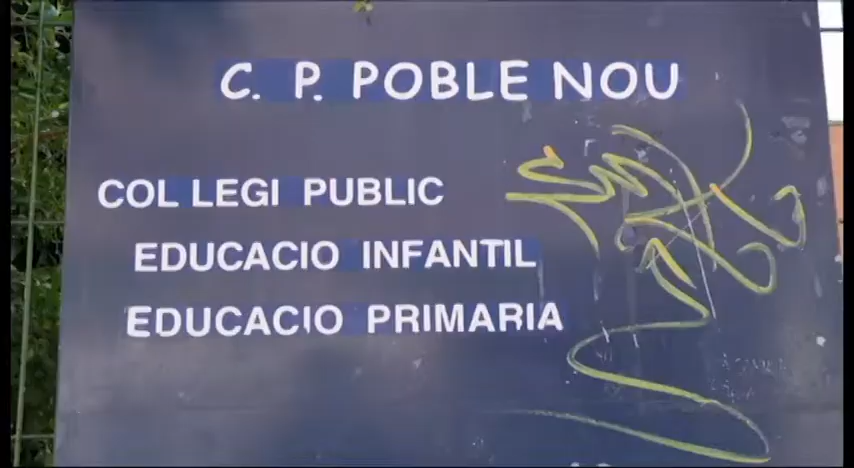 C. P. POBLE NOU
COL LEGI PUBLIC
EDUCACIO INFANTIL
EDUCACIO PRIMARIA